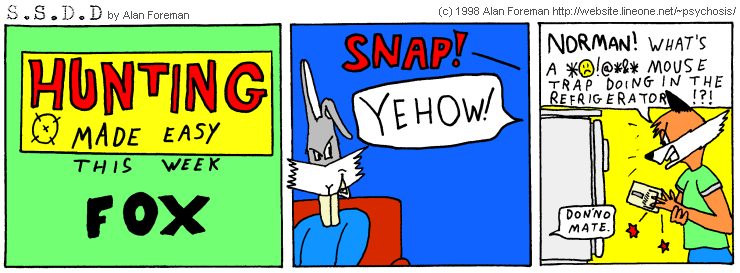 S.S.D.D by Alan Foreman
(c) 1998 Alan Foreman http://website.lineone.net/~psychosis/
HUNTING
MADE EASY
THIS WEEK
FOX
SNAP!
YEHOW!
NORMAN! WHAT'S
A *☹!@*&* MOUSE
TRAP DOING IN THE
REFRIGERATOR !?!
DON'NO
MATE.